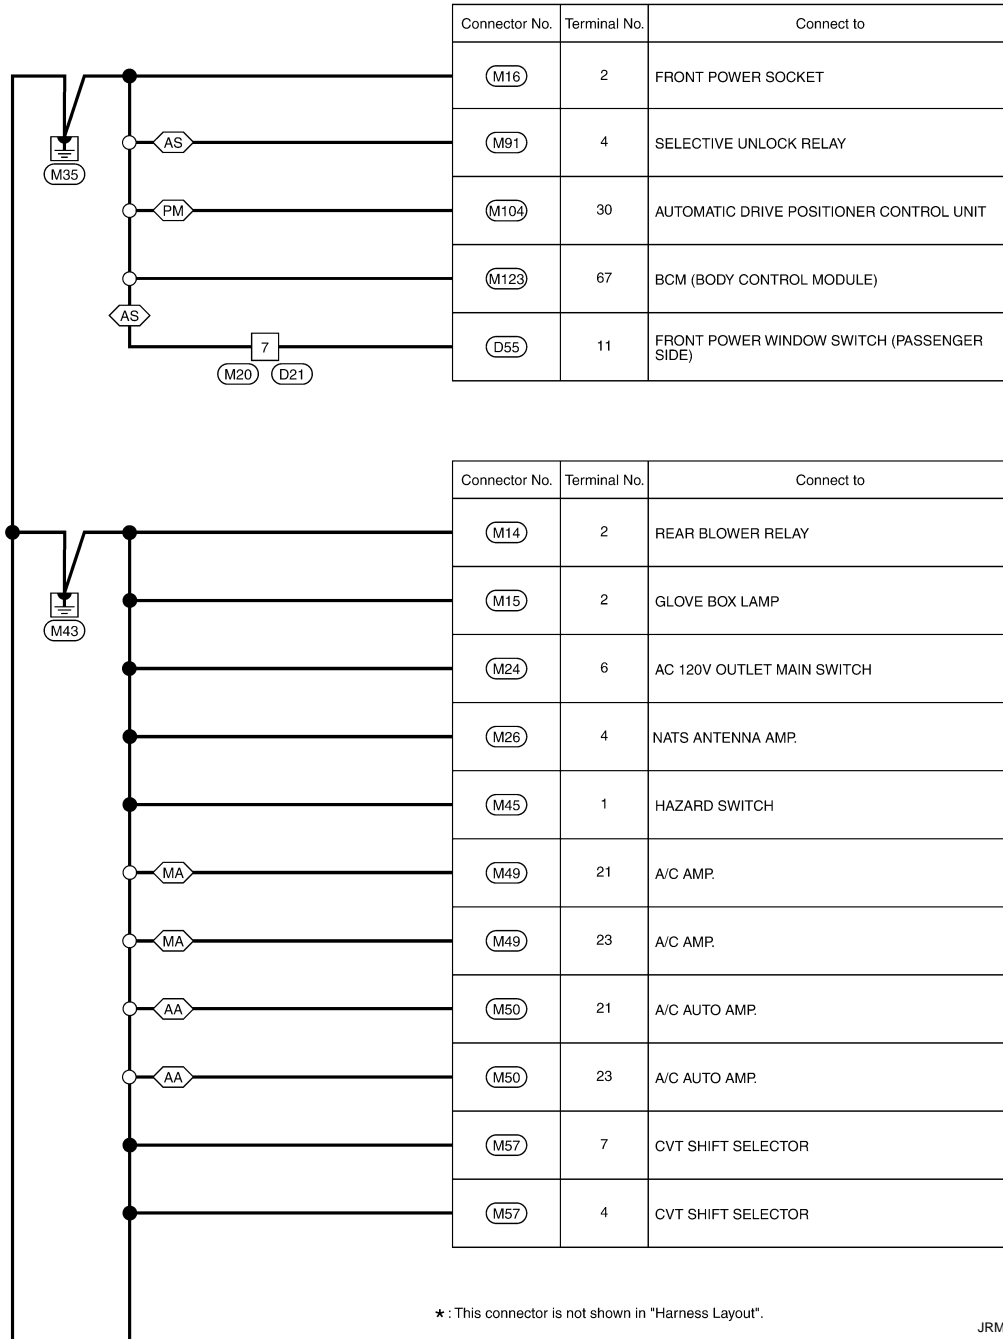 Connector No. Terminal No. Connect to
M16 2 FRONT POWER SOCKET
AS M91 4 SELECTIVE UNLOCK RELAY
M35
PM M104 30 AUTOMATIC DRIVE POSITIONER CONTROL UNIT
M123 67 BCM (BODY CONTROL MODULE)
AS
7 D55 11 FRONT POWER WINDOW SWITCH (PASSENGER
SIDE)
M20 D21
Connector No. Terminal No. Connect to
M14 2 REAR BLOWER RELAY
M15 2 GLOVE BOX LAMP
M43
M24 6 AC 120V OUTLET MAIN SWITCH
M26 4 NATS ANTENNA AMP.
M45 1 HAZARD SWITCH
MA M49 21 A/C AMP.
MA M49 23 A/C AMP.
AA M50 21 A/C AUTO AMP.
AA M50 23 A/C AUTO AMP.
M57 7 CVT SHIFT SELECTOR
M57 4 CVT SHIFT SELECTOR
★ : This connector is not shown in "Harness Layout".
JRM